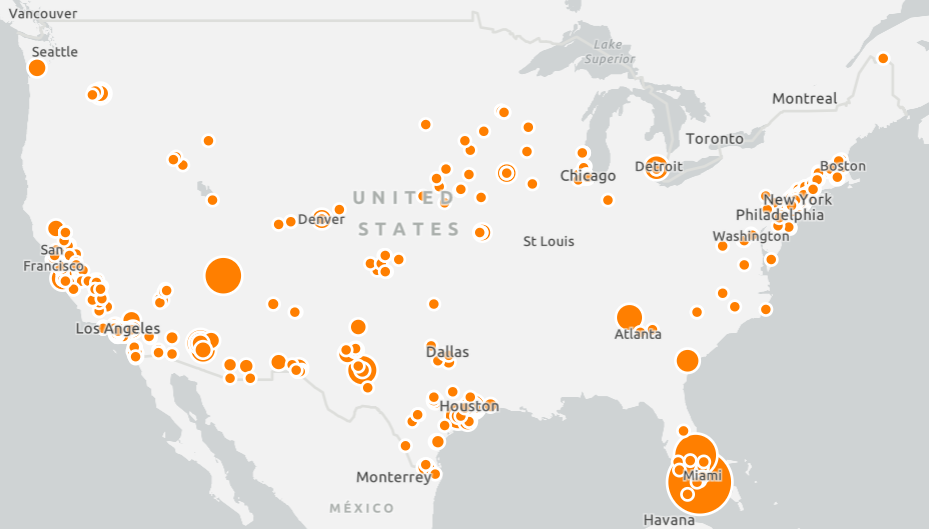 Vancouver
Seattle
Lake
Superior
Montreal
Toronto
Boston
Detroit
Chicago
New York
Philadelphia
UNITED
STATES
Denver
St Louis
Washington
San
Francisco
Los Angeles
Atlanta
Dallas
Houston
Monterrey
Miami
MÉXICO
Havana